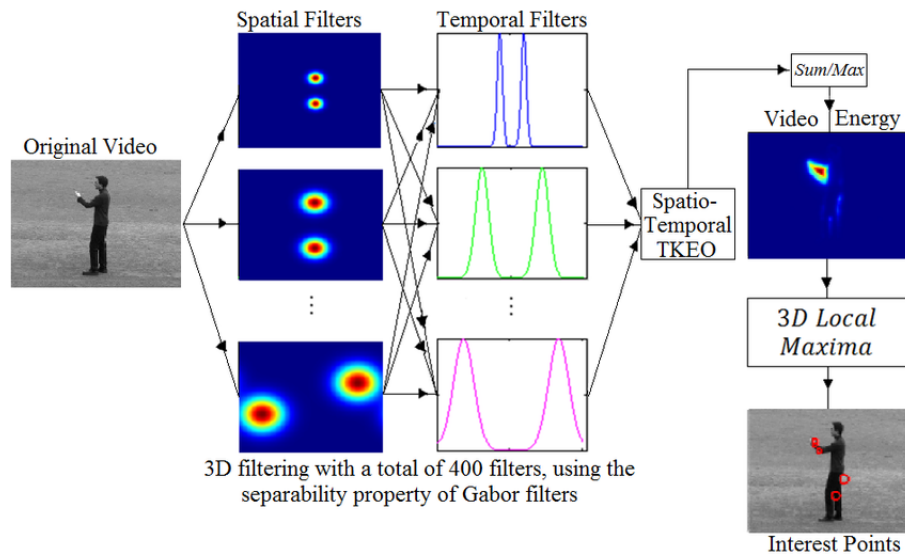 Spatial Filters
Temporal Filters
Sum/Max
Video Energy
Original Video
Spatio-
Temporal
TKEO
⋮
⋮
3D Local
Maxima
3D filtering with a total of 400 filters, using the
separability property of Gabor filters
Interest Points